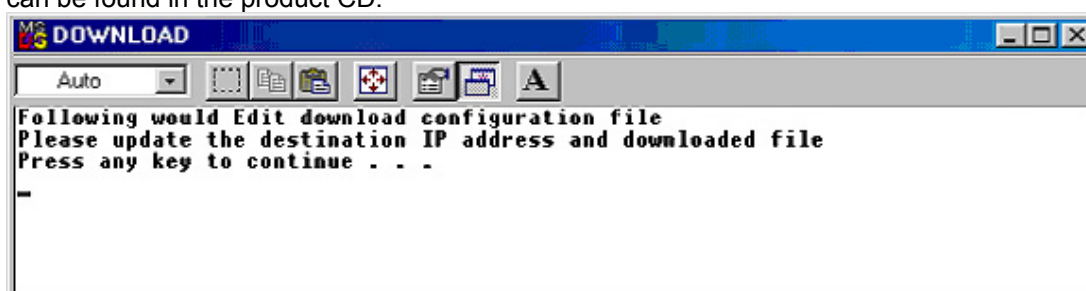 can be found in the product CD.
DOWNLOAD
Auto
A
Following would Edit download configuration file
Please update the destination IP address and downloaded file
Press any key to continue . . .